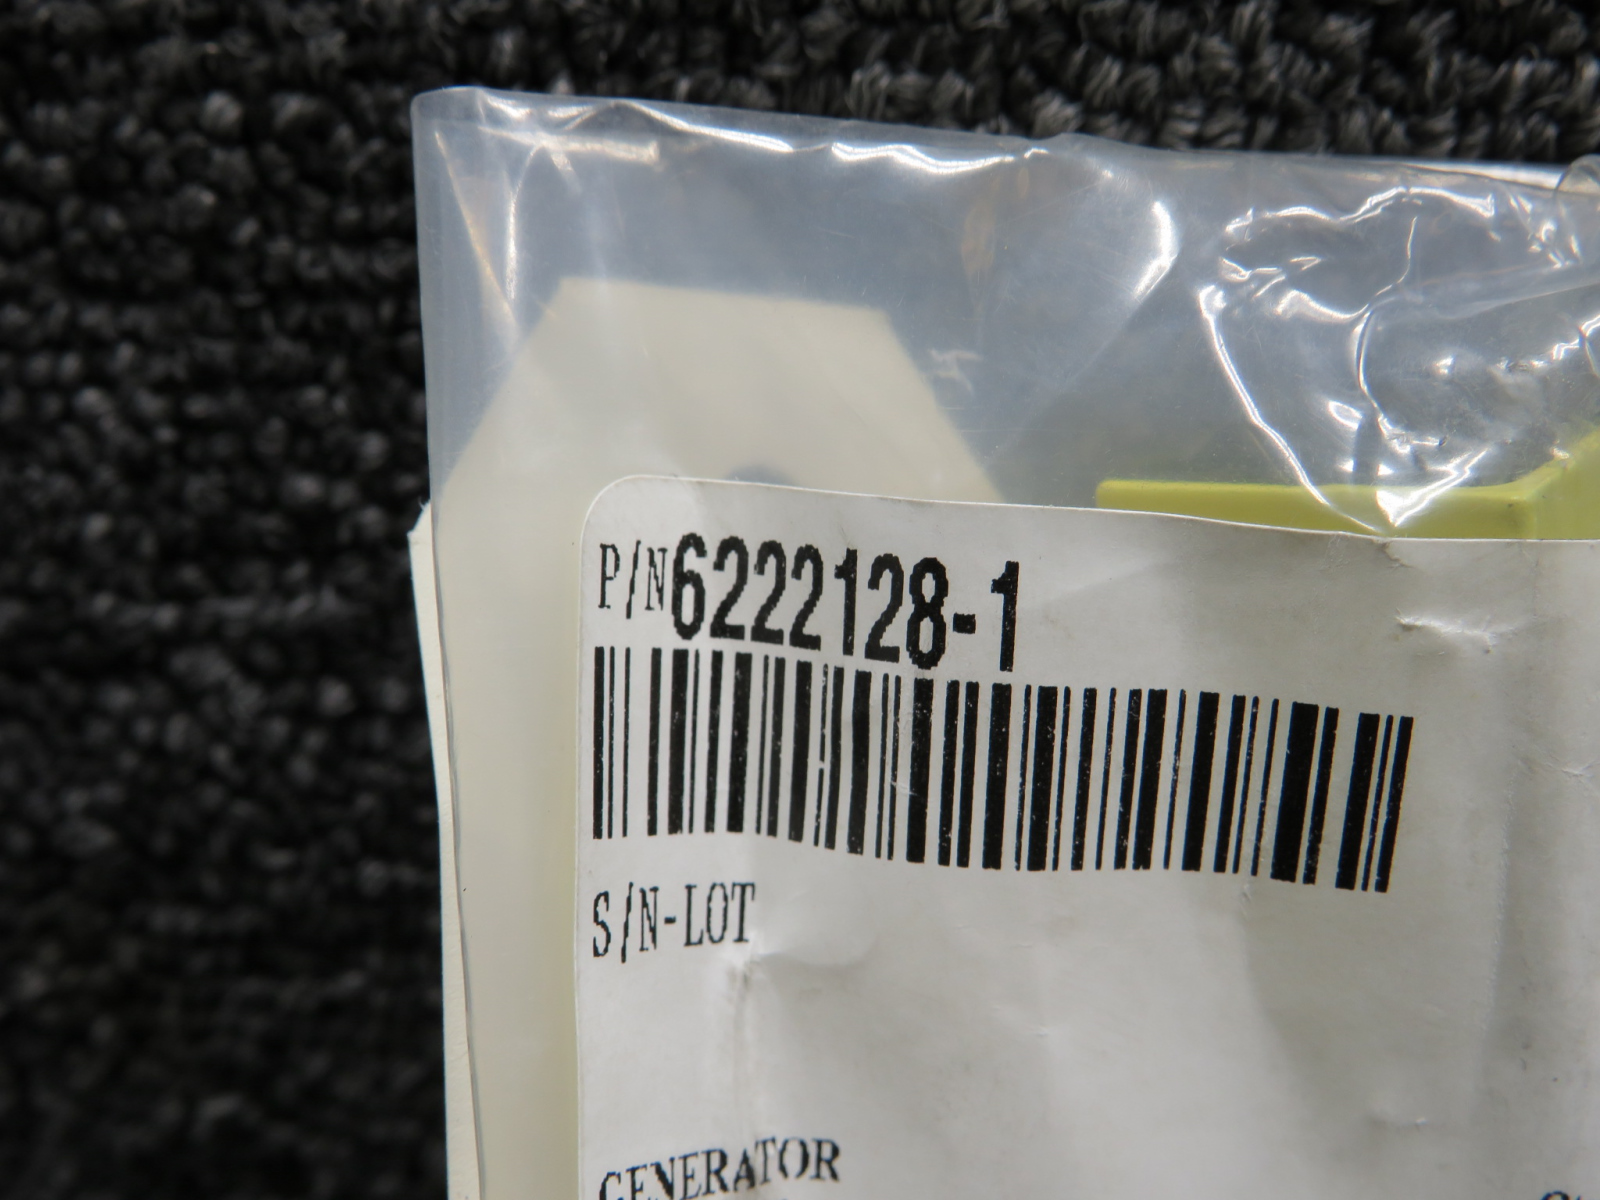 P/N6222128-1
S/N-LOT
GENERATOR